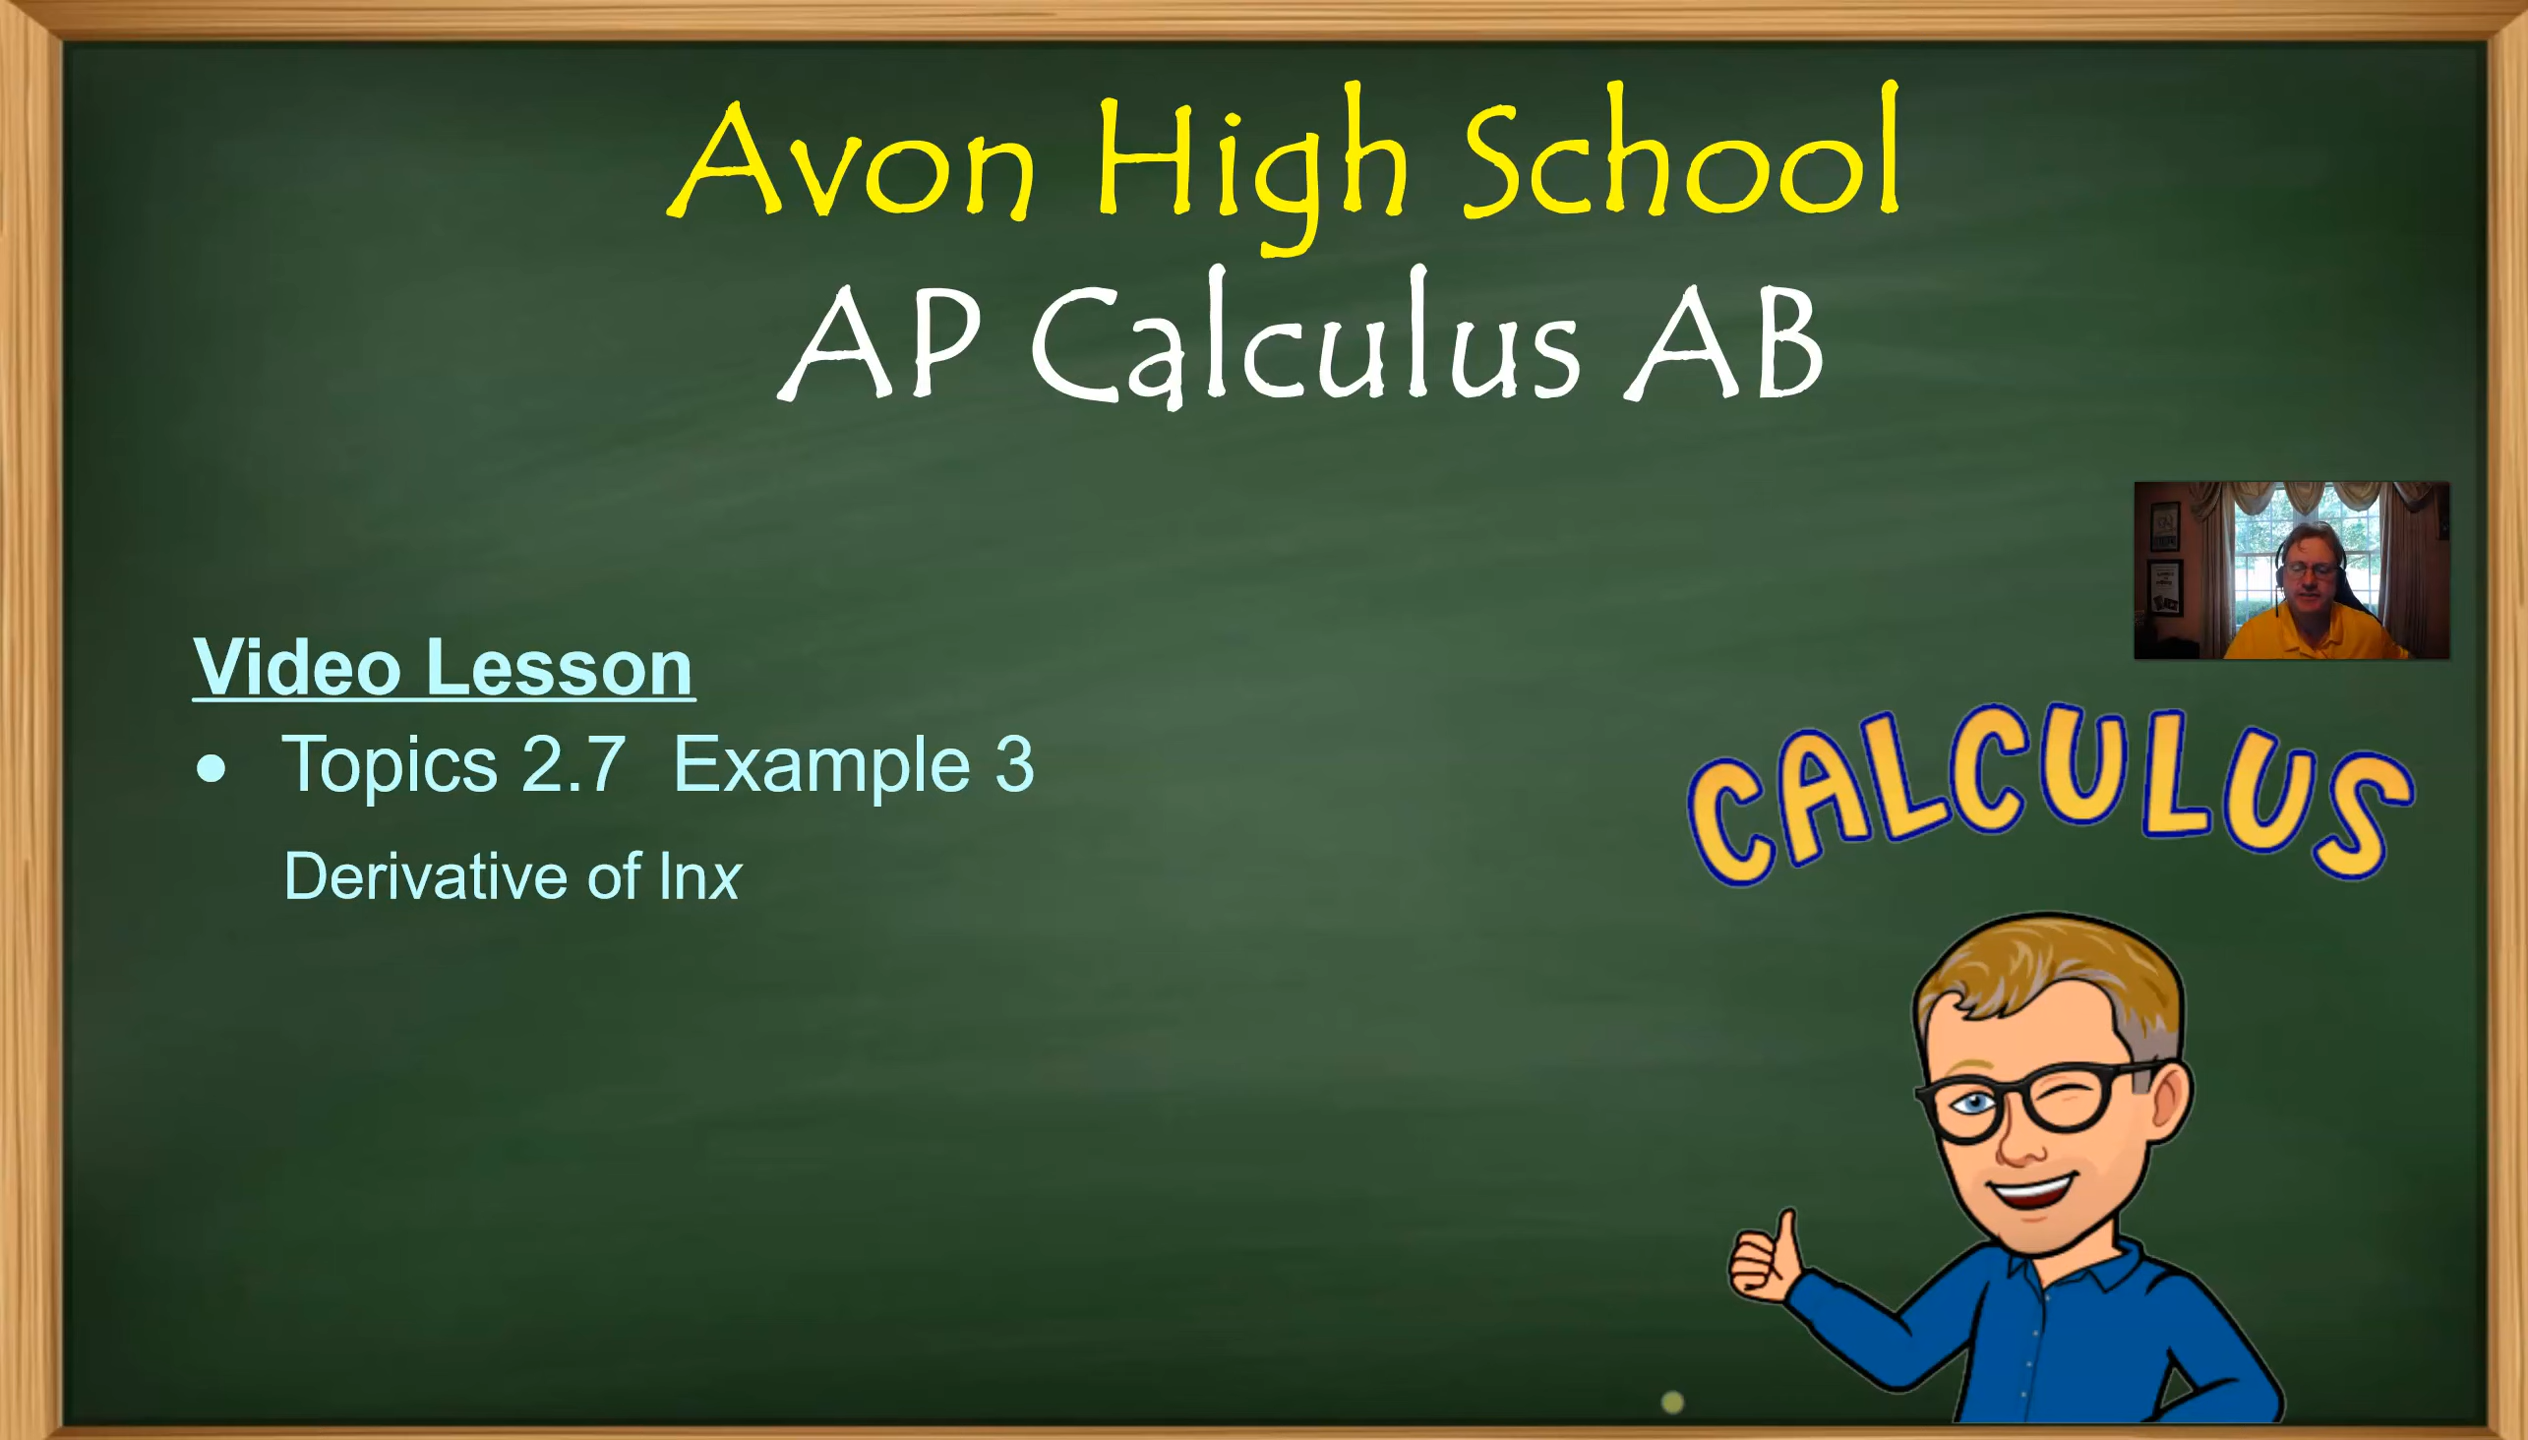 Avon High School
AP Calculus AB
Video Lesson
● Topics 2.7 Example 3
Derivative of lnx
CALCULUS